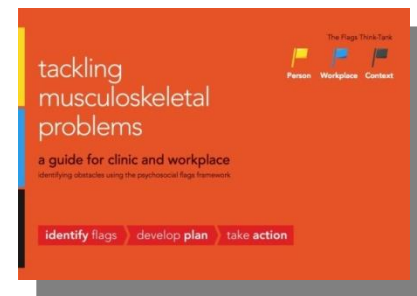 The Flags Think-Tank
Person Workplace Context
tackling
musculoskeletal
problems
a guide for clinic and workplace
identifying obstacles using the psychosocial flags framework
identify flags develop plan take action